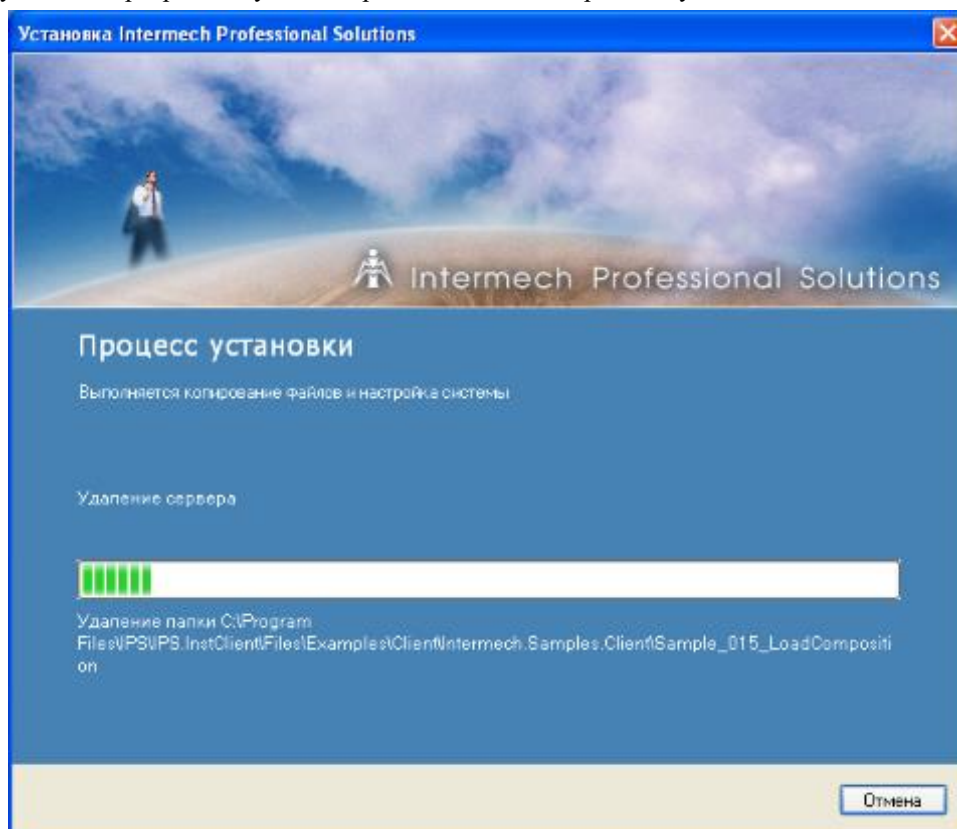 Установка Intermech Professional Solutions
Intermech Professional Solutions
Процесс установки
Выполняется копирование файлов и настройка системы
Удаление сервера
Удаление папки C:\Program
Files\IPS\IPS.InstClient\Files\Examples\Client\Intermech.Samples.Client\Sample_015_LoadCompositi
on
Отмена